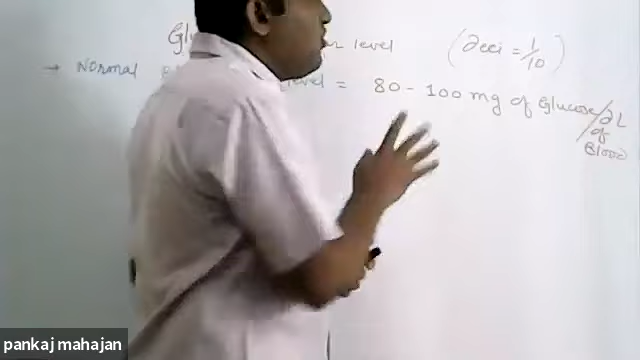 Glu level (Deci = 1/10)
→ Normal level = 80 - 100 mg of Glucose/dL
of
Blood
pankaj mahajan